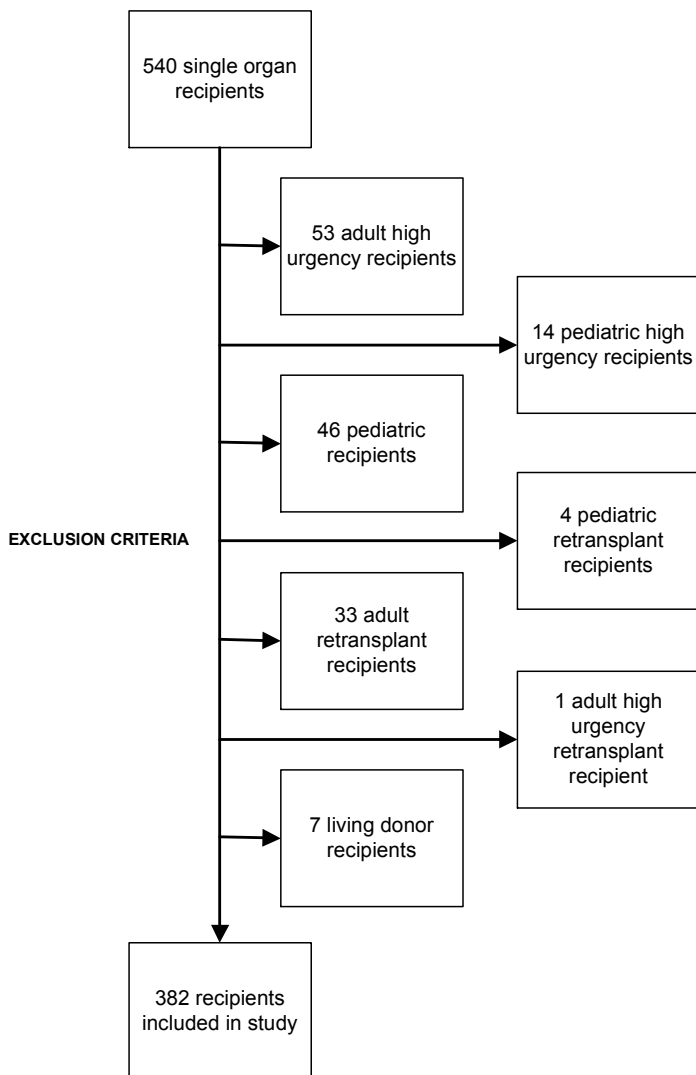 540 single organ
recipients
53 adult high
urgency recipients
14 pediatric high
urgency recipients
46 pediatric
recipients
EXCLUSION CRITERIA
4 pediatric
retransplant
recipients
33 adult
retransplant
recipients
1 adult high
urgency
retransplant
recipient
7 living donor
recipients
382 recipients
included in study